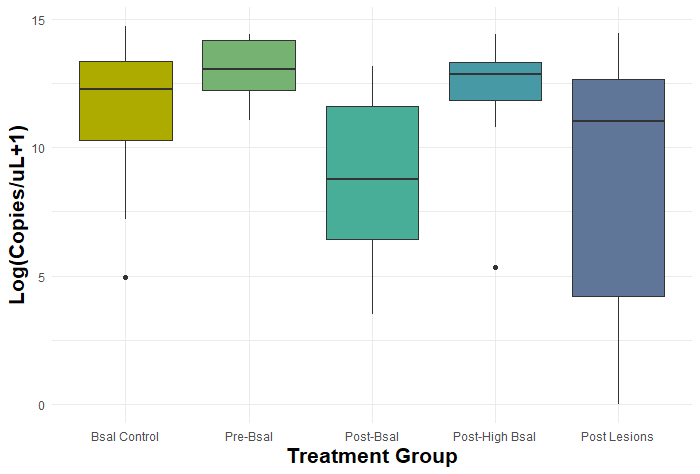 Log(Copies/uL+1)
15
10
5
0
Bsal Control Pre-Bsal Post-Bsal Post-High Bsal Post Lesions
Treatment Group